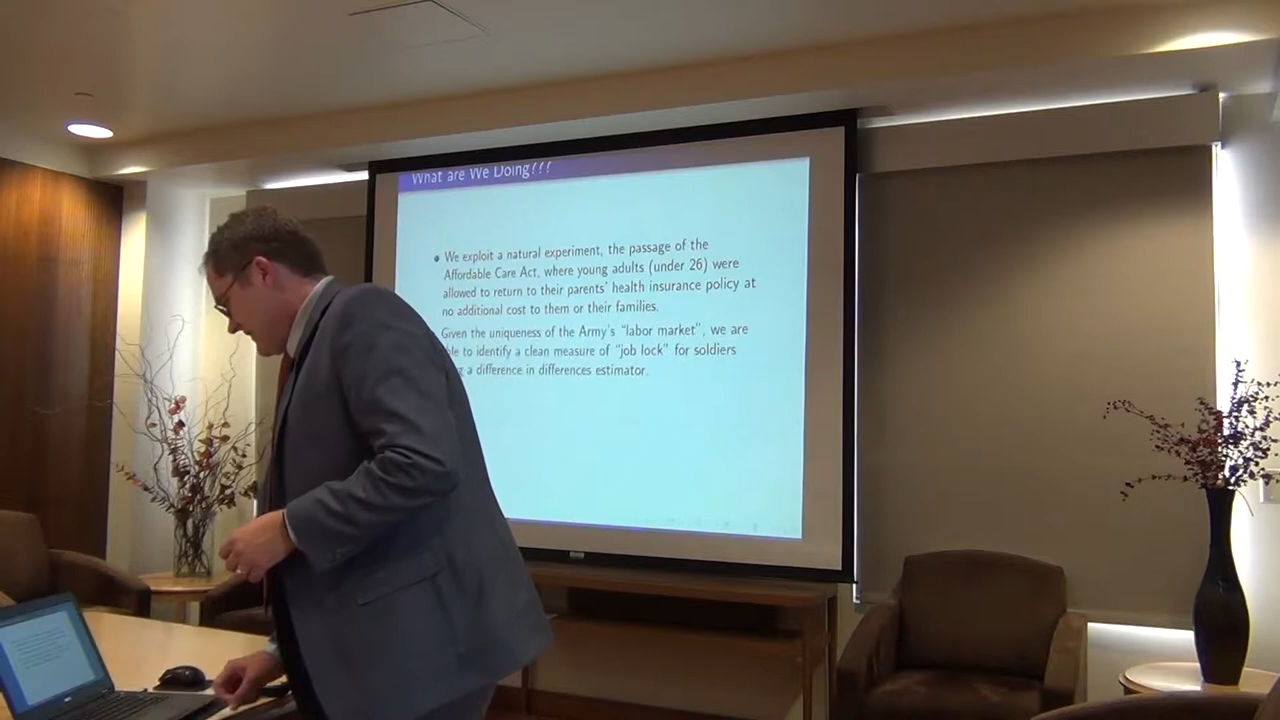 What are We Doing???
We exploit a natural experiment, the passage of the
Affordable Care Act, where young adults (under 26) were
allowed to return to their parents' health insurance policy at
no additional cost to them or their families.
Given the uniqueness of the Army's "labor market", we are
to identify a clean measure of "job lock" for soldiers
a difference in differences estimator.